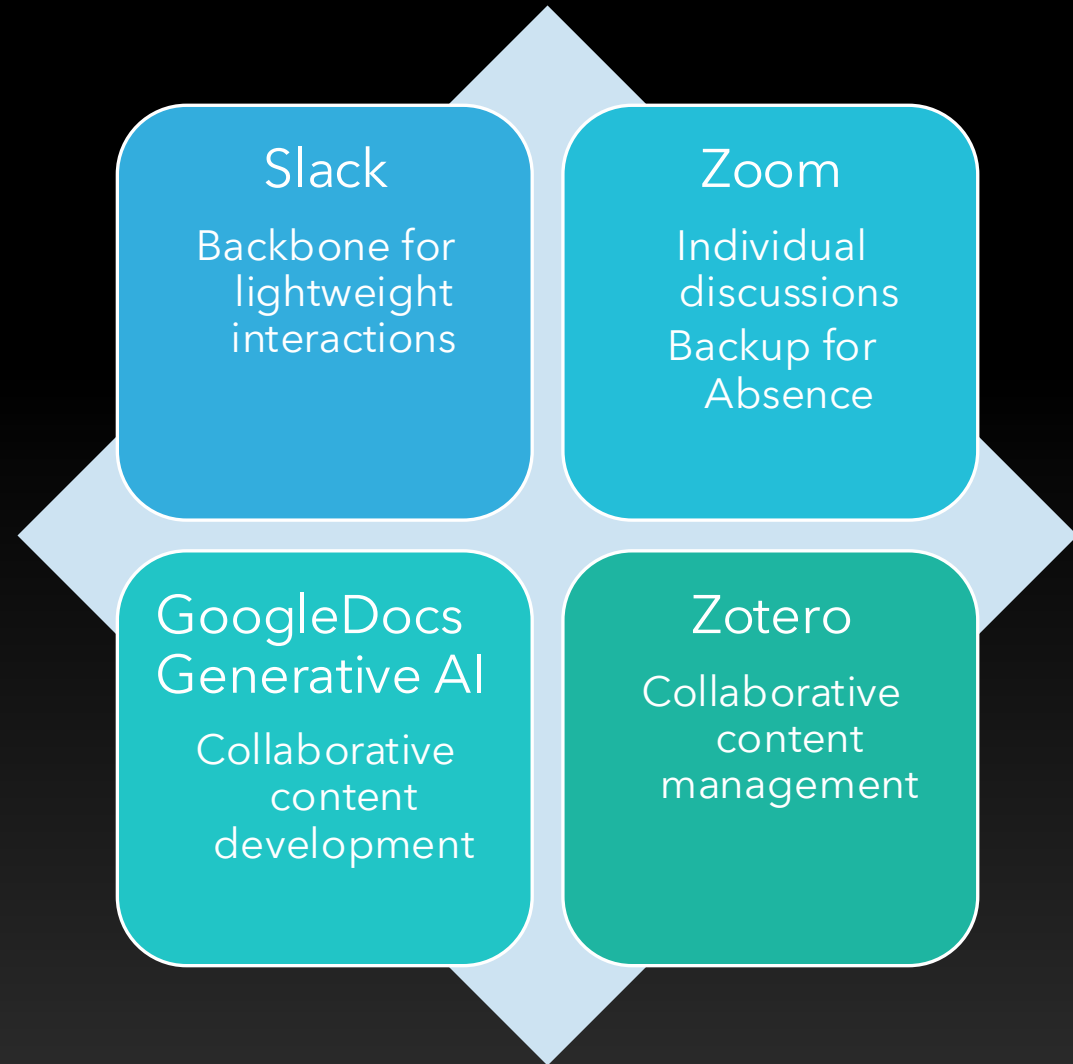 Slack
Backbone for
lightweight
interactions
Zoom
Individual
discussions
Backup for
Absence
GoogleDocs
Generative AI
Collaborative
content
development
Zotero
Collaborative
content
management